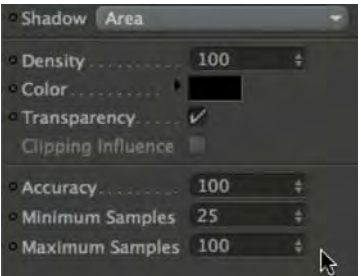 Shadow Area
Density 100
Color
Transparency
Clipping Influence
Accuracy 100
Minimum Samples 25
Maximum Samples 100